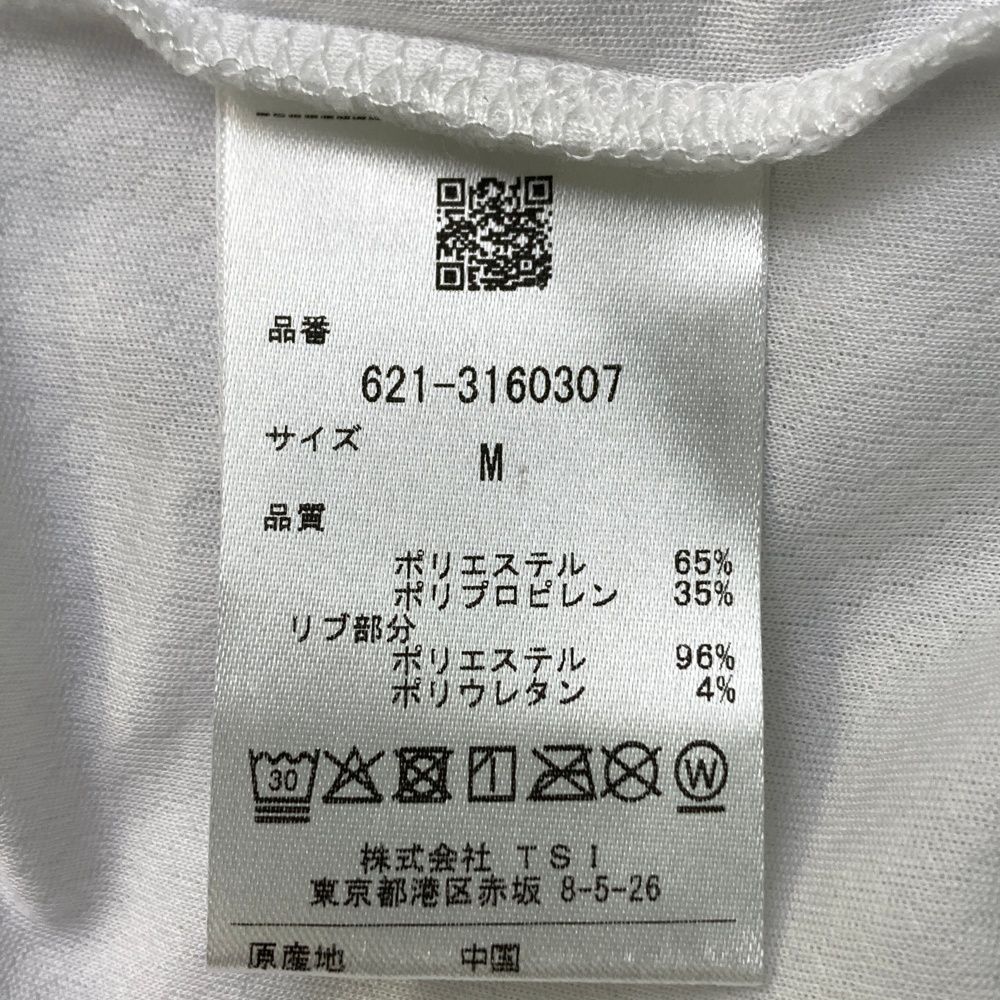 品番
621-3160307
サイズ
M
品質
ポリエステル 65%
ポリプロピレン 35%
リブ部分
ポリエステル 96%
ポリウレタン 4%
30
W
株式会社 TSI
東京都港区赤坂 8-5-26
原産地 中国